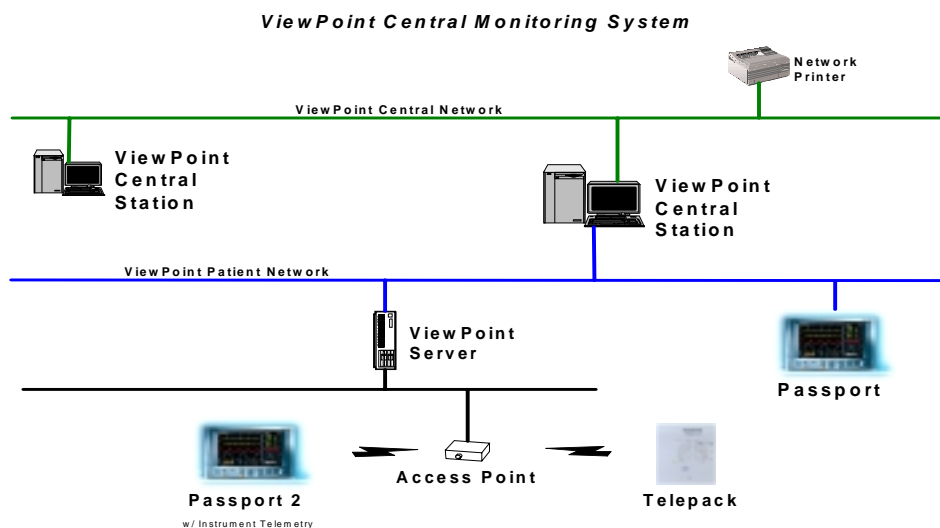 ViewPoint Central Monitoring System
Network
Printer
ViewPoint Central Network
ViewPoint
Central
Station
ViewPoint
Central
Station
ViewPoint Patient Network
ViewPoint
Server
Passport
Access Point
Passport 2
w/ Instrument Telemetry
Telepack